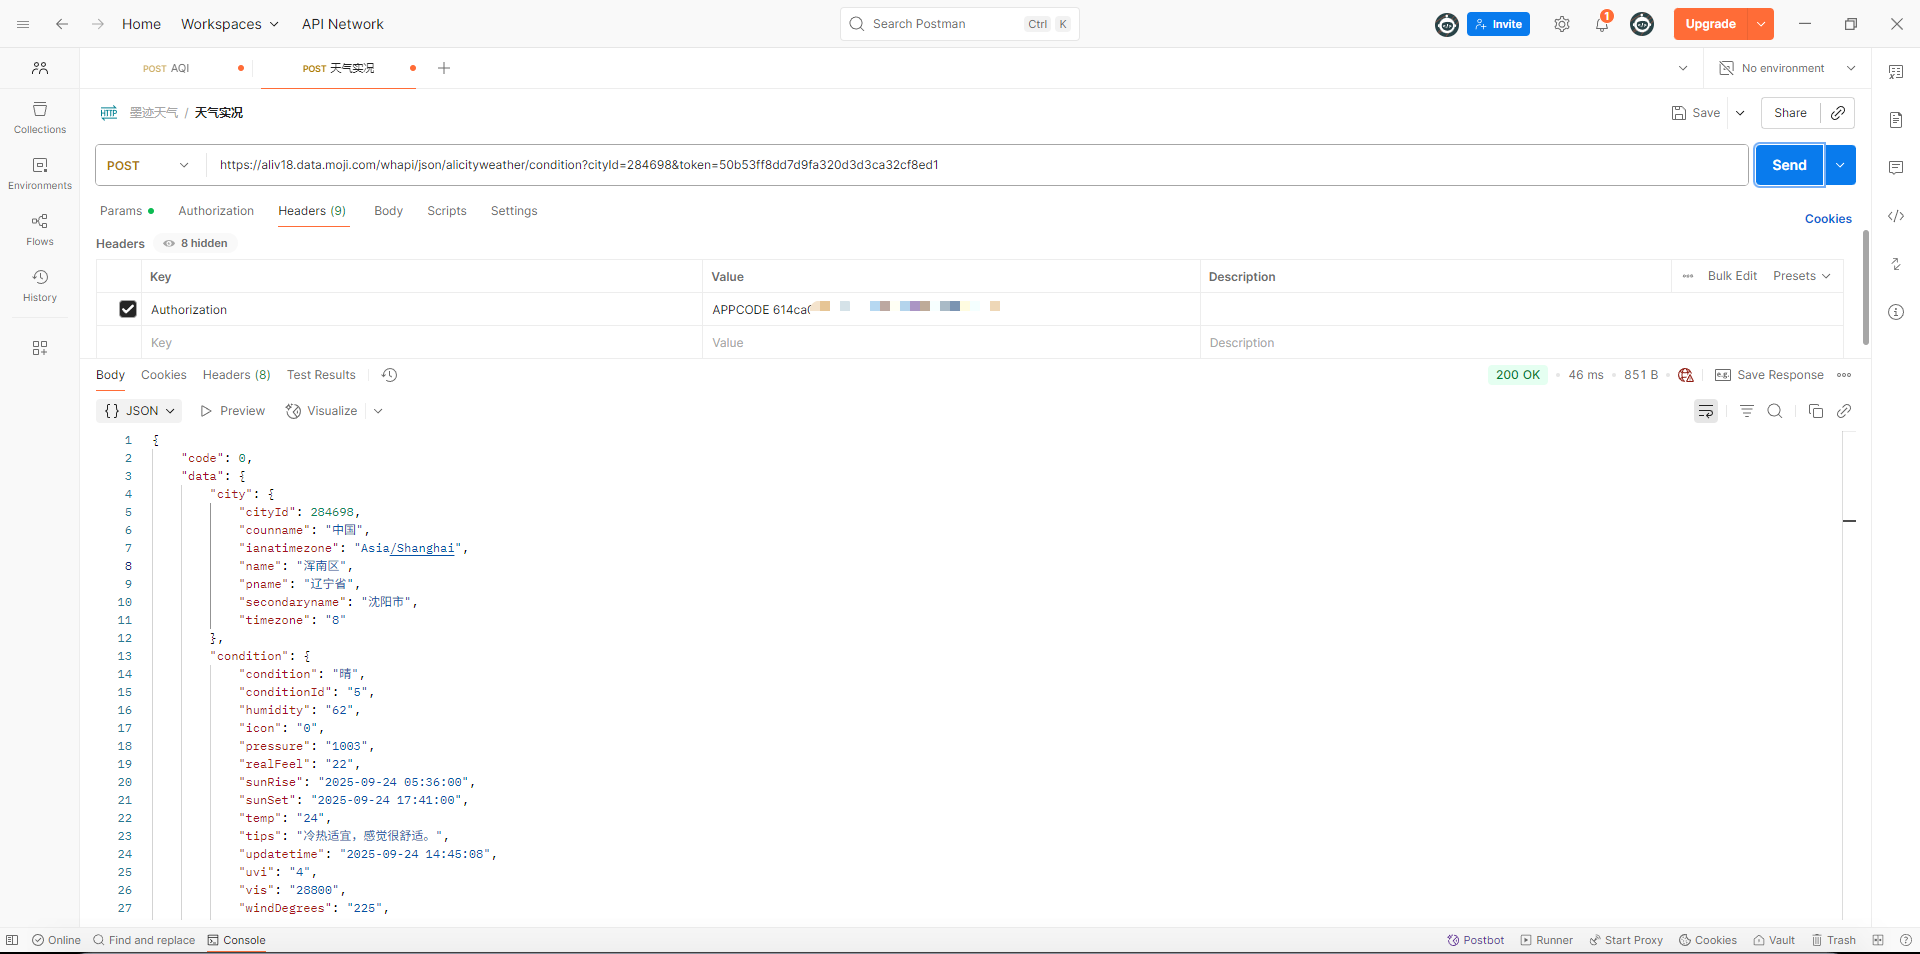 Home Workspaces API Network Search Postman Ctrl K Invite 1 Upgrade
POST AQI POST 天气实况 No environment
HTTP 墨迹天气 / 天气实况 Save Share
Collections
POST https://aliv18.data.moji.com/whapi/json/alicityweather/condition?cityId=284698&token=50b53ff8dd7d9fa320d3d3ca32cf8ed1 Send
Environments
Params Authorization Headers (9) Body Scripts Settings Cookies
Flows
Headers 8 hidden
Key Value Description Bulk Edit Presets
History
Authorization APPCODE 614ca
Key Value Description
Body Cookies Headers (8) Test Results 200 OK 46 ms 851 B e.g. Save Response
{} JSON Preview Visualize
1 {
2 "code": 0,
3 "data": {
4 "city": {
5 "cityId": 284698,
6 "counname": "中国",
7 "ianatimezone": "Asia/Shanghai",
8 "name": "浑南区",
9 "pname": "辽宁省",
10 "secondaryname": "沈阳市",
11 "timezone": "8"
12 },
13 "condition": {
14 "condition": "晴",
15 "conditionId": "5",
16 "humidity": "62",
17 "icon": "0",
18 "pressure": "1003",
19 "realFeel": "22",
20 "sunRise": "2025-09-24 05:36:00",
21 "sunSet": "2025-09-24 17:41:00",
22 "temp": "24",
23 "tips": "冷热适宜，感觉很舒适。",
24 "updatetime": "2025-09-24 14:45:08",
25 "uvi": "4",
26 "vis": "28800",
27 "windDegrees": "225",
Online Find and replace Console Postbot Runner Start Proxy Cookies Vault Trash